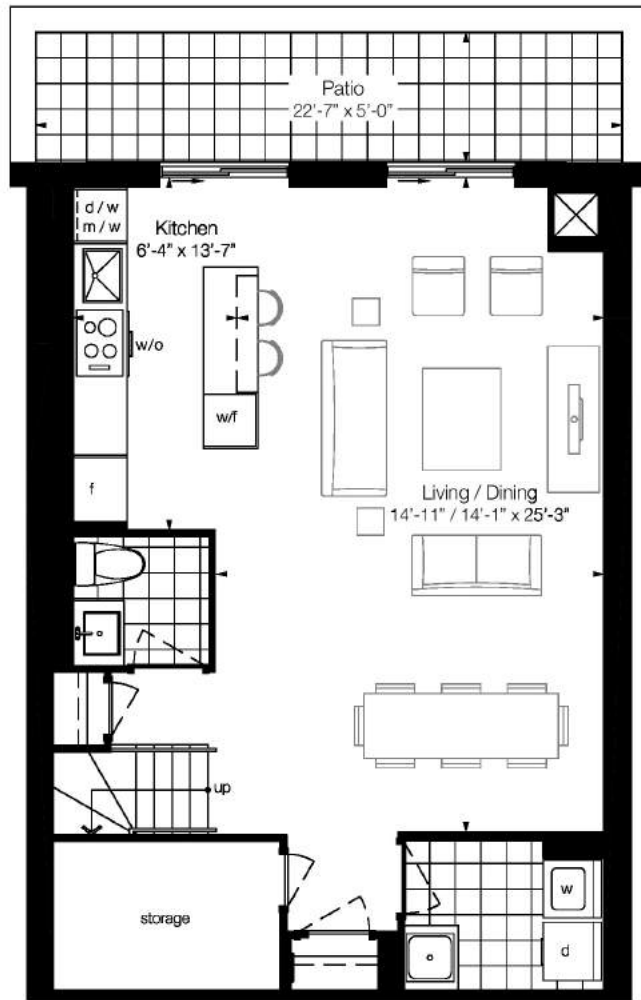 Patio
22'-7" x 5'-0"
d / w
m / w
Kitchen
6'-4" x 13'-7"
w/o
w/f
f
Living / Dining
14'-11" / 14'-1" x 25'-3"
up
storage
w
d